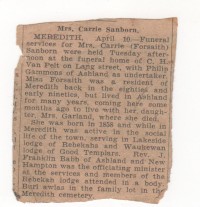 Mrs. Carrie Sanborn.
MEREDITH, April 10.—Funeral
services for Mrs. Carrie (Forsaith)
Sanborn were held Tuesday after-
noon at the funeral home of C. H.
Van Pelt on Lang street, with Philip
Gammons of Ashland as undertaker.
Miss Forsaith was a resident of
Meredith back in the eighties and
early nineties, but lived in Ashland
for many years, coming here some
months ago to live with her daugh-
ter, Mrs. Garland, where she died.
She was born in 1858 and while in
Meredith was active in the social
life of the town, serving in Lakeside
lodge of Rebekahs and Waukewan
lodge of Good Templars. Rev. J.
Franklin Babb of Ashland and New
Hampton was the officiating minister
at the services and members of the
Rebekah lodge attended in a body.
Burial was in the family lot in the
Meredith cemetery.